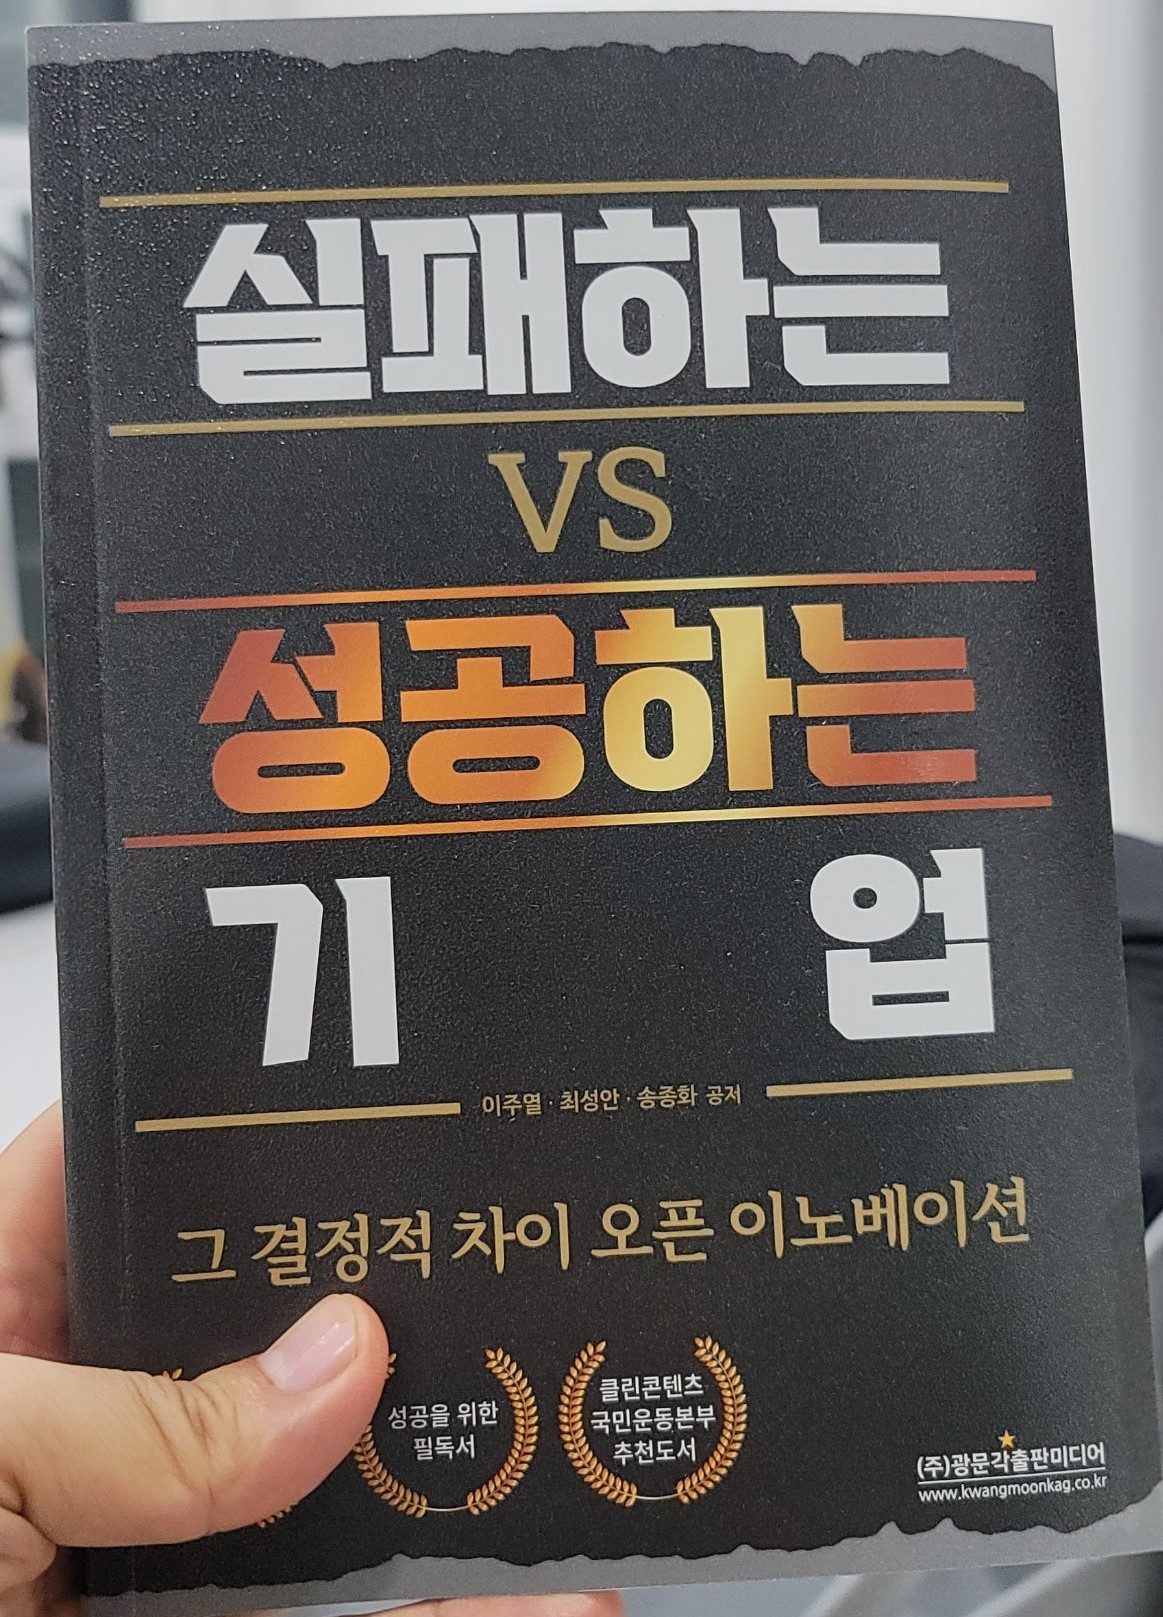 실패하는
VS
성공하는
기 업
이주열 · 최성안 · 송종화 공저
그 결정적 차이 오픈 이노베이션
성공을 위한
필독서
클린콘텐츠
국민운동본부
추천도서
(주)광문각출판미디어
www.kwangmoonkag.co.kr